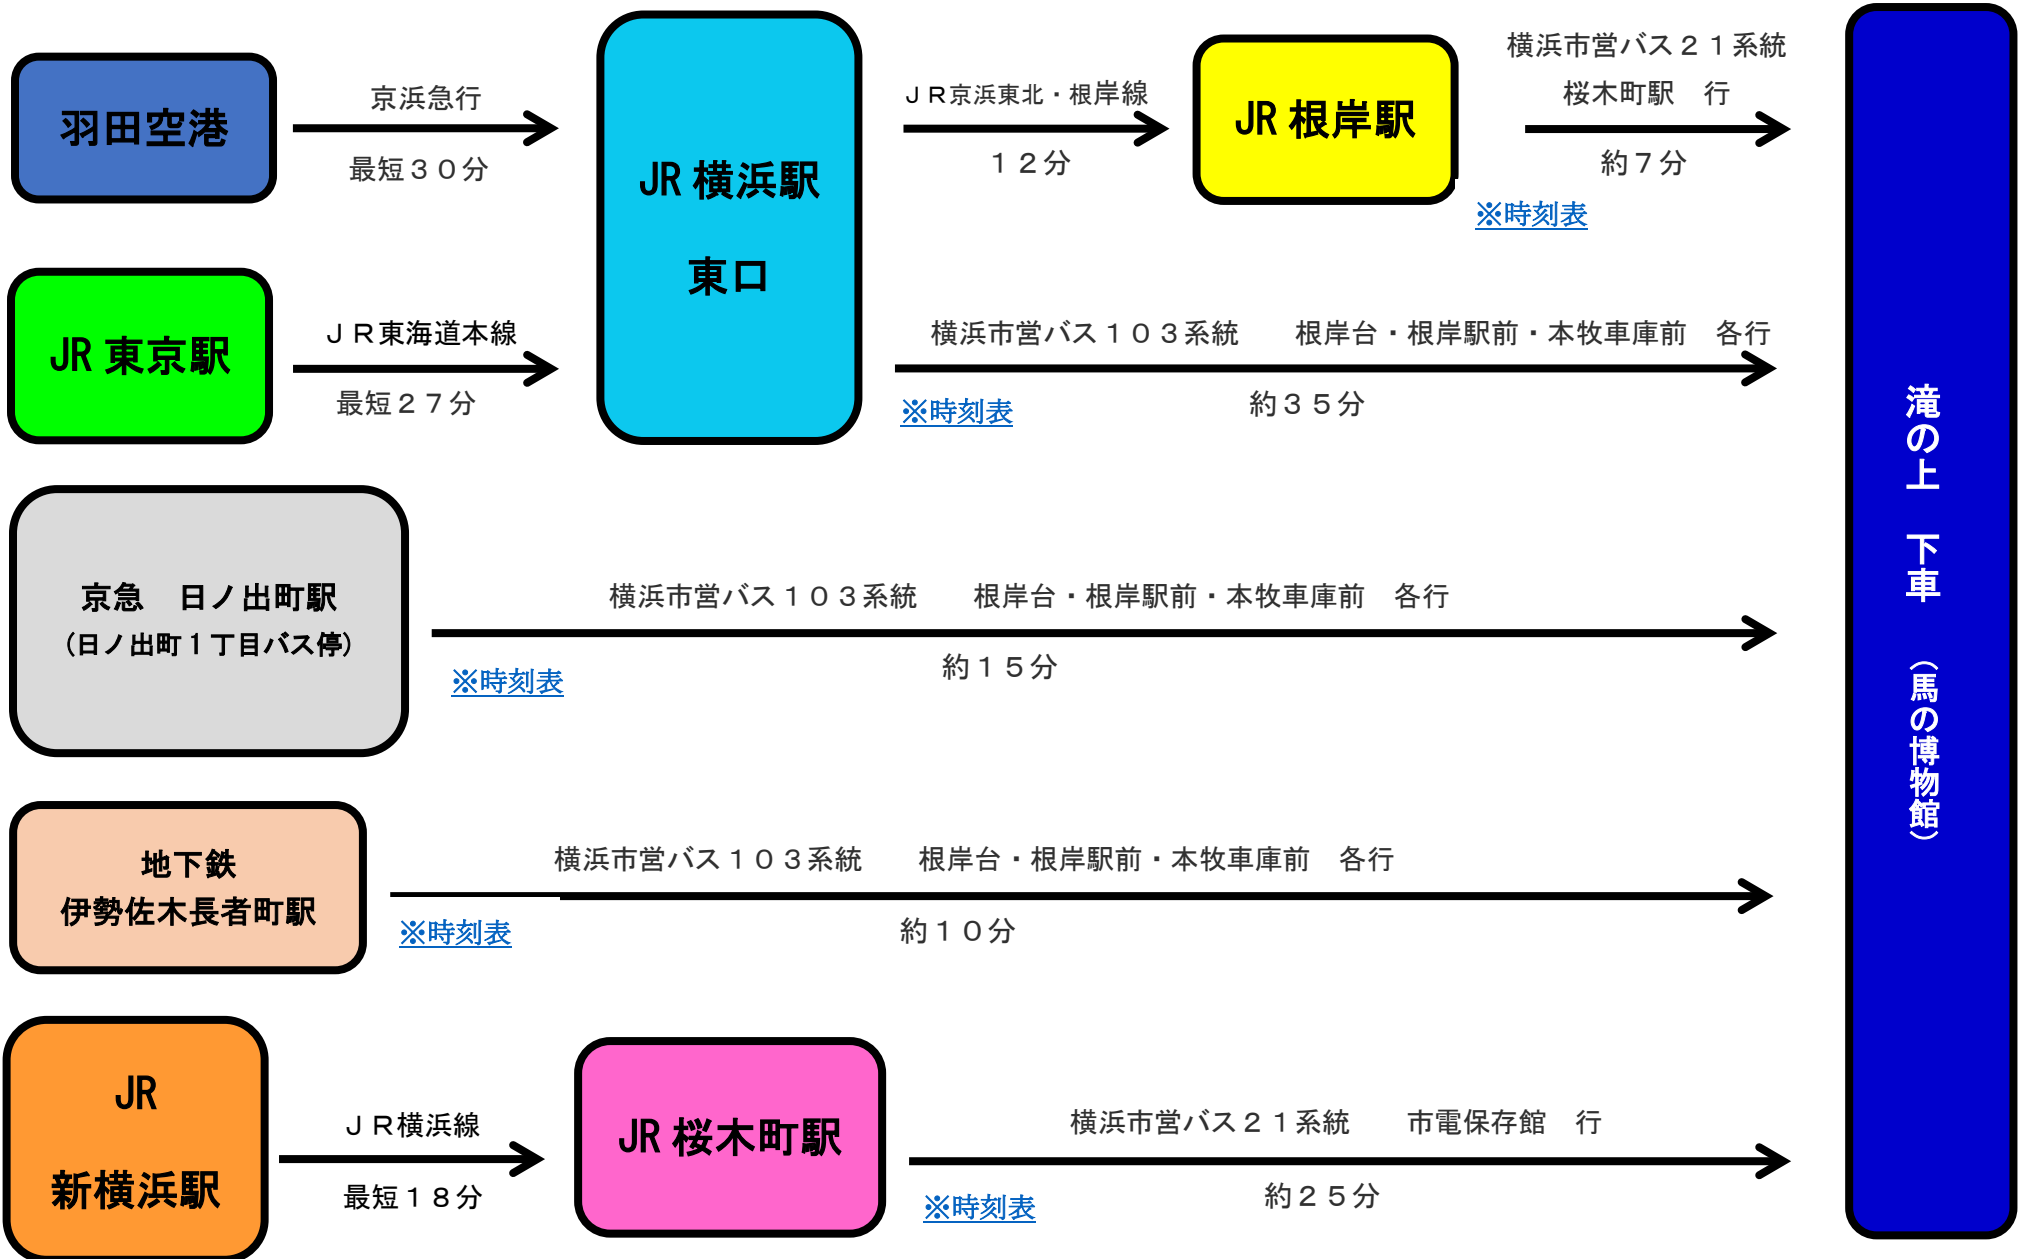 羽田空港
京浜急行
最短３０分
JR 横浜駅
東口
ＪＲ京浜東北・根岸線
１２分
JR 根岸駅
横浜市営バス２１系統
桜木町駅　行
約７分
※時刻表
JR 東京駅
ＪＲ東海道本線
最短２７分
横浜市営バス１０３系統　　根岸台・根岸駅前・本牧車庫前　各行
約３５分
※時刻表
京急　日ノ出町駅
（日ノ出町１丁目バス停）
横浜市営バス１０３系統　　根岸台・根岸駅前・本牧車庫前　各行
約１５分
※時刻表
地下鉄
伊勢佐木長者町駅
横浜市営バス１０３系統　　根岸台・根岸駅前・本牧車庫前　各行
約１０分
※時刻表
JR
新横浜駅
ＪＲ横浜線
最短１８分
JR 桜木町駅
横浜市営バス２１系統　　市電保存館　行
約２５分
※時刻表
滝の上　下車　（馬の博物館）